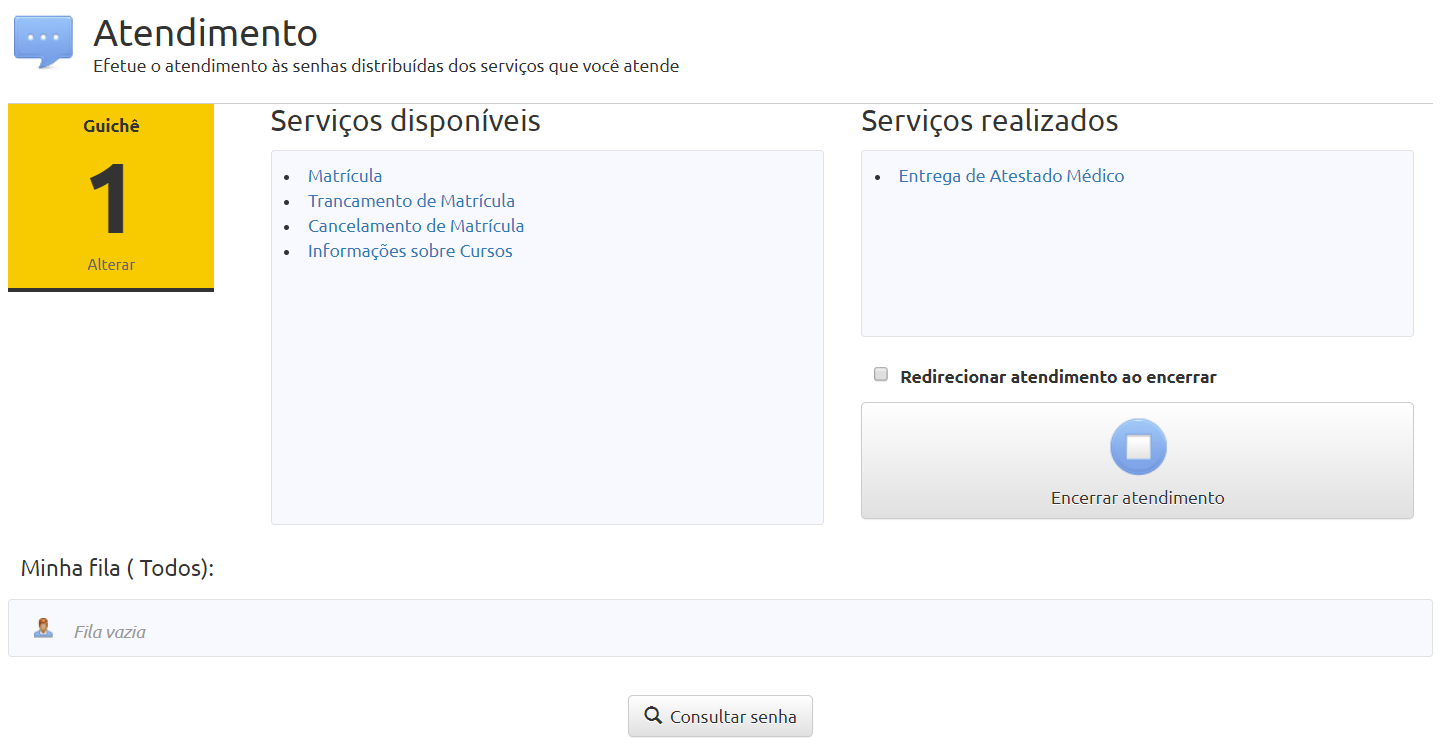 Atendimento
Efetue o atendimento às senhas distribuídas dos serviços que você atende
Guichê
1
Alterar
Serviços disponíveis
Matrícula
Trancamento de Matrícula
Cancelamento de Matrícula
Informações sobre Cursos
Serviços realizados
Entrega de Atestado Médico
Redirecionar atendimento ao encerrar
Encerrar atendimento
Minha fila ( Todos):
Fila vazia
Consultar senha